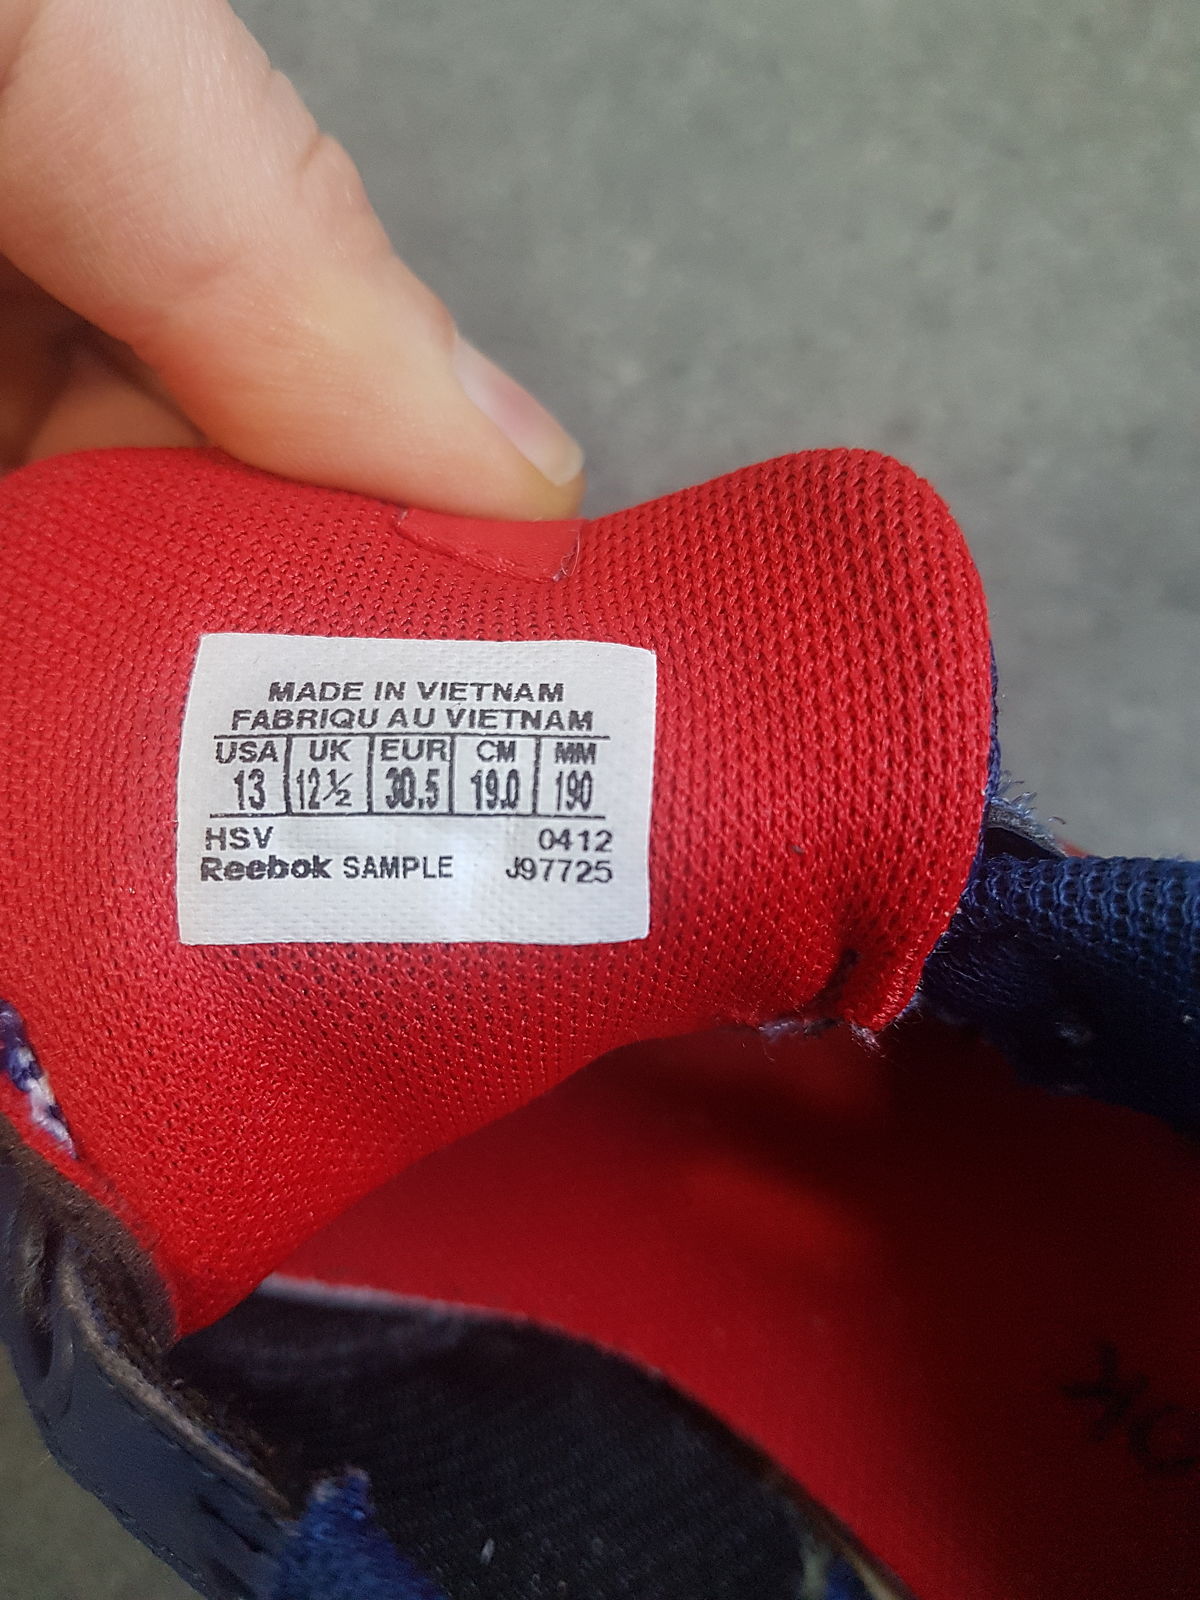 MADE IN VIETNAM
FABRIQU AU VIETNAM
USA UK EUR CM MM
13 12½ 30.5 19.0 190
HSV 0412
Reebok SAMPLE J97725